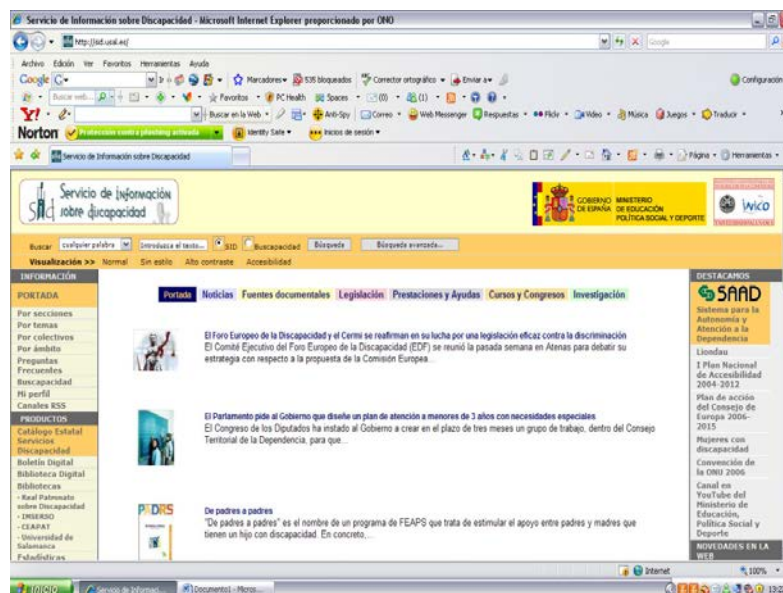 Servicio de Información sobre Discapacidad - Microsoft Internet Explorer proporcionado por ONO
http://sid.usal.es/
Google
Archivo Edición Ver Favoritos Herramientas Ayuda
Google G Ir Marcadores 535 bloqueados Corrector ortográfico Enviar a Configuración
Buscar web... Favoritos PC Health Spaces (0) (1)
Y! Buscar en la Web Anti-Spy Correo Web Messenger Respuestas Flickr Video Música Juegos Traducir
Norton Protección contra phishing activada Identity Safe Inicios de sesión
Servicio de Información sobre Discapacidad
Página Herramientas
Servicio de Información
sobre discapacidad
GOBIERNO DE ESPAÑA
MINISTERIO DE EDUCACIÓN POLÍTICA SOCIAL Y DEPORTE
inico
Buscar cualquier palabra Introduzca el texto... SID Buscapacidad Búsqueda Búsqueda avanzada...
Visualización >> Normal Sin estilo Alto contraste Accesibilidad
INFORMACIÓN
PORTADA
Por secciones
Por temas
Por colectivos
Por ámbito
Preguntas
Frecuentes
Buscapacidad
Mi perfil
Canales RSS
PRODUCTOS
Catálogo Estatal
Servicios
Discapacidad
Boletín Digital
Biblioteca Digital
Bibliotecas
- Real Patronato
sobre Discapacidad
- IMSERSO
- CEAPAT
- Universidad de
Salamanca
Estadísticas
Portada Noticias Fuentes documentales Legislación Prestaciones y Ayudas Cursos y Congresos Investigación
El Foro Europeo de la Discapacidad y el Cermi se reafirman en su lucha por una legislación eficaz contra la discriminación
El Comité Ejecutivo del Foro Europeo de la Discapacidad (EDF) se reunió la pasada semana en Atenas para debatir su
estrategia con respecto a la propuesta de la Comisión Europea...
El Parlamento pide al Gobierno que diseñe un plan de atención a menores de 3 años con necesidades especiales
El Congreso de los Diputados ha instado al Gobierno a crear en el plazo de tres meses un grupo de trabajo, dentro del Consejo
Territorial de la Dependencia, para que...
PADRS
De padres a padres
"De padres a padres" es el nombre de un programa de FEAPS que trata de estimular el apoyo entre padres y madres que
tienen un hijo con discapacidad. En concreto,...
DESTACAMOS
SAAD
Sistema para la
Autonomía y
Atención a la
Dependencia
Liondau
I Plan Nacional
de Accesibilidad
2004-2012
Plan de acción
del Consejo de
Europa 2006-
2015
Mujeres con
discapacidad
Convención de
la ONU 2006
Canal en
YouTube del
Ministerio de
Educación,
Política Social y
Deporte
NOVEDADES EN LA
WEB
Internet 100%
Inicio Servicio de Informaci... Documento1 - Micros... 13:2